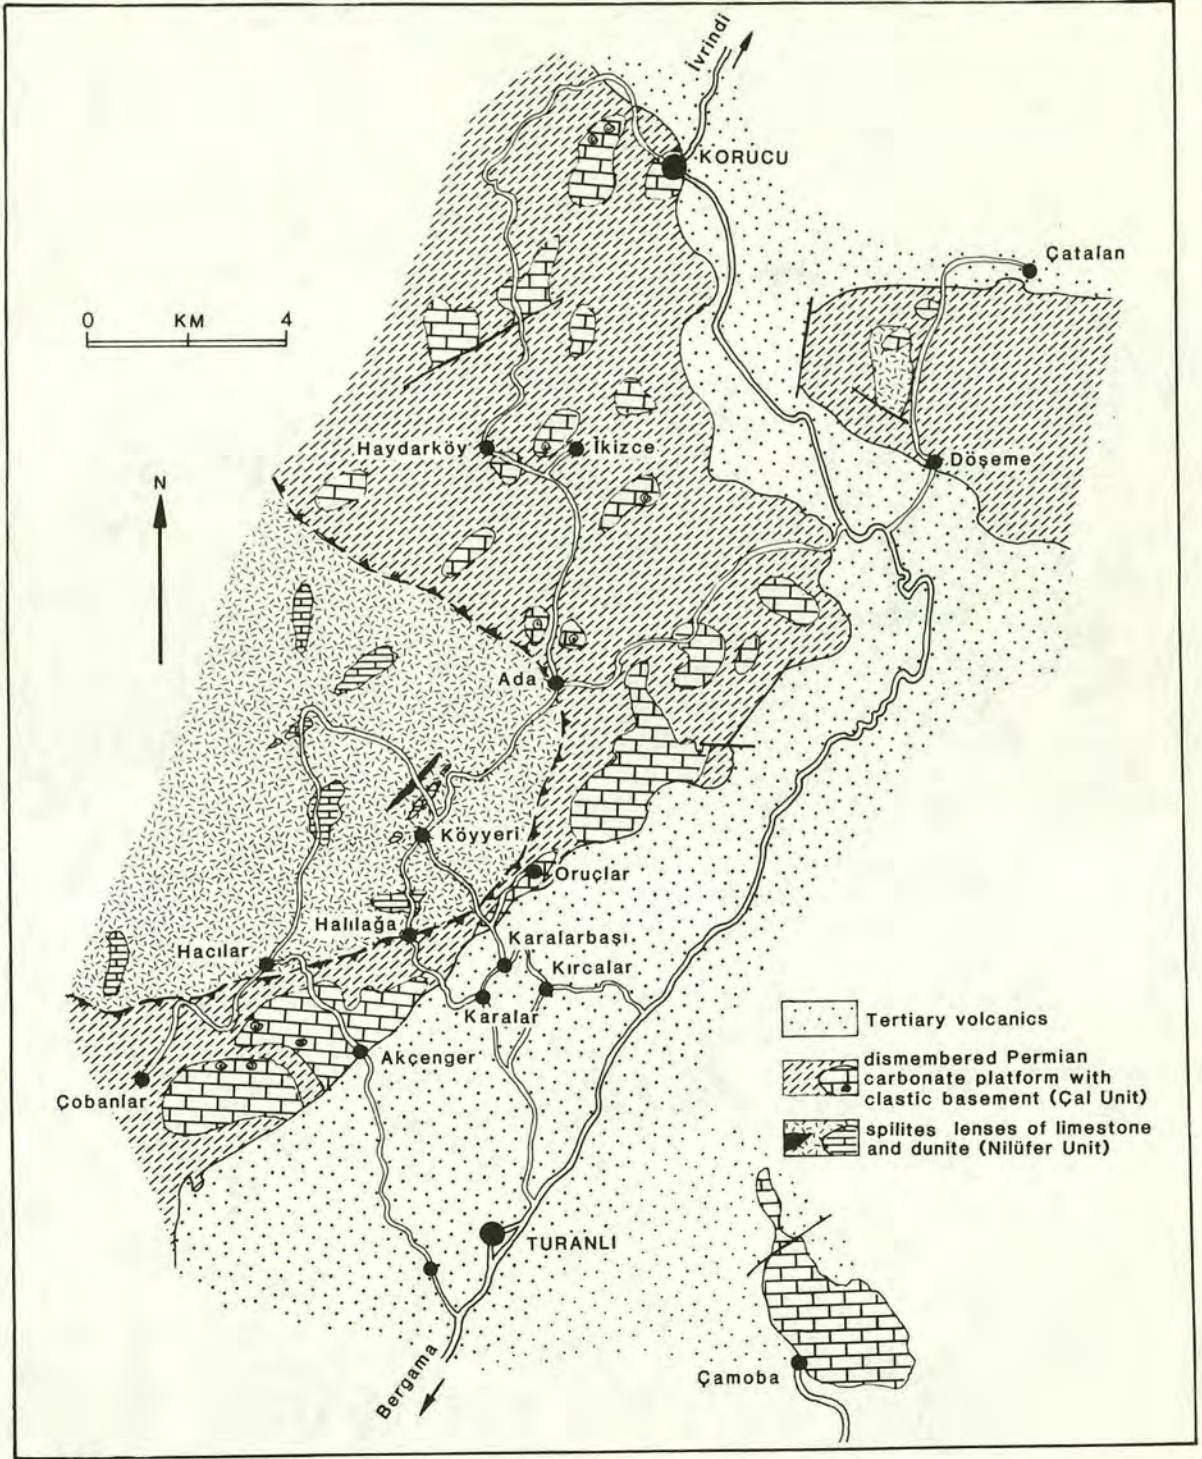 İvrindi
KORUCU
Çatalan
0 KM 4
Haydarköy
İkizce
Döşeme
N
Ada
Köyyeri
Oruçlar
Halılağa
Karalarbaşı
Hacılar
Kırcalar
Karalar
Akçenger
Çobanlar
Tertiary volcanics
dismembered Permian
carbonate platform with
clastic basement (Çal Unit)
spilites lenses of limestone
and dunite (Nilüfer Unit)
TURANLI
Çamoba
Bergama